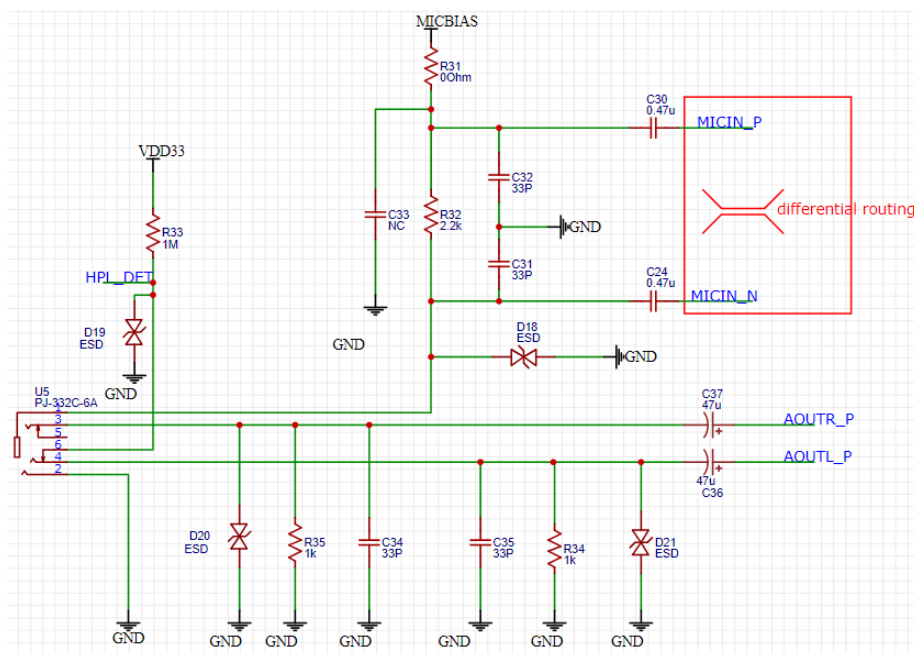 MICBIAS
R31
0Ohm
C30
0.47u
MICIN_P
VDD33
C32
33P
C33
NC
R32
2.2k
differential routing
GND
R33
1M
C31
33P
HPL_DET
C24
0.47u
MICIN_N
D19
ESD
D18
ESD
GND
GND
GND
U5
PJ-332C-6A
C37
47u
1
3
5
6
4
2
AOUTR_P
AOUTL_P
47u
C36
D20
ESD
R35
1k
C34
33P
C35
33P
R34
1k
D21
ESD
GND
GND
GND
GND
GND
GND
GND